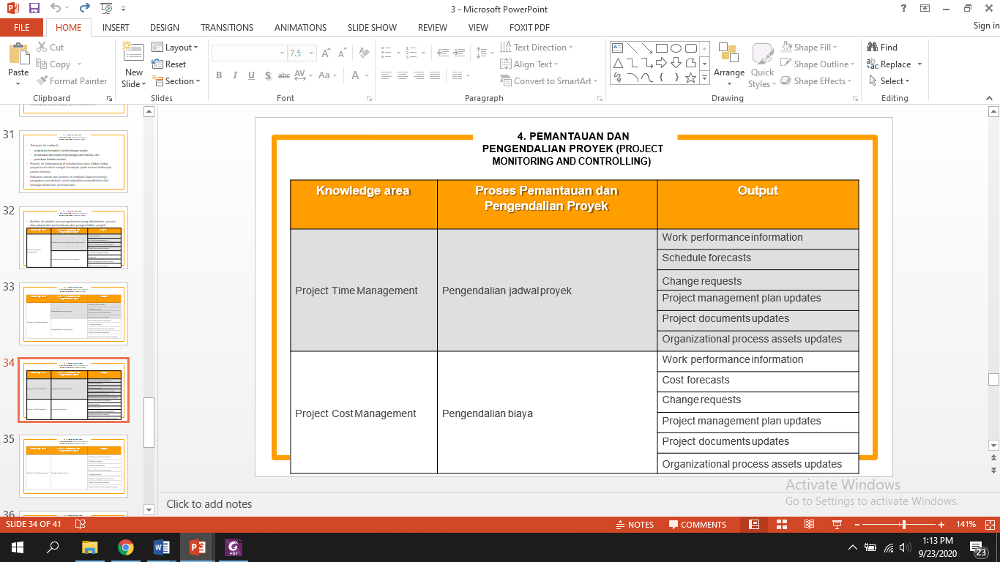 3 - Microsoft PowerPoint
Sign in
FILE
HOME
INSERT
DESIGN
TRANSITIONS
ANIMATIONS
SLIDE SHOW
REVIEW
VIEW
FOXIT PDF
Paste
Cut
Copy
Format Painter
Clipboard
New
Slide
Layout
Reset
Section
Slides
7.5
Font
Text Direction
Align Text
Convert to SmartArt
Paragraph
Arrange
Quick
Styles
Shape Fill
Shape Outline
Shape Effects
Drawing
Find
Replace
Select
Editing
31
32
33
34
35
36
4. PEMANTAUAN DAN
PENGENDALIAN PROYEK (PROJECT
MONITORING AND CONTROLLING)
Knowledge area
Proses Pemantauan dan
Pengendalian Proyek
Output
Project Time Management
Pengendalian jadwal proyek
Work performance information
Schedule forecasts
Change requests
Project management plan updates
Project documents updates
Organizational process assets updates
Project Cost Management
Pengendalian biaya
Work performance information
Cost forecasts
Change requests
Project management plan updates
Project documents updates
Organizational process assets updates
Activate Windows
Go to Settings to activate Windows.
Click to add notes
SLIDE 34 OF 41
NOTES
COMMENTS
141%
1:13 PM
9/23/2020
23